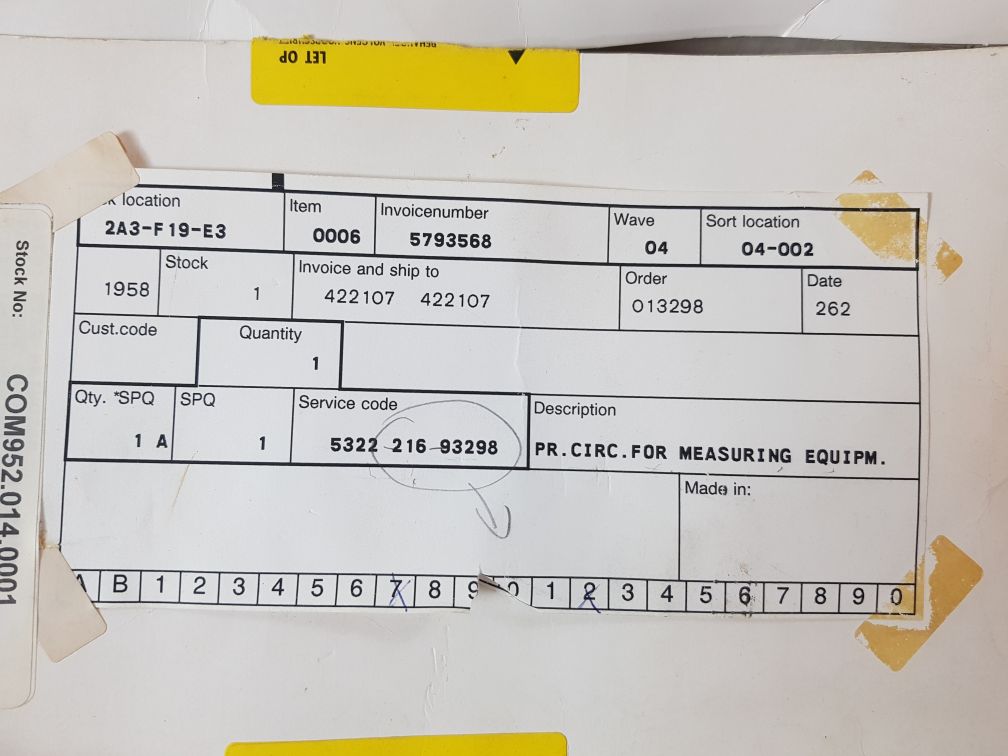 LET OP
Stock No:
COM952.014.0001
location
2A3-F19-E3
Item
0006
Invoicenumber
5793568
Wave
04
Sort location
04-002
1958
Stock
1
Invoice and ship to
422107 422107
Order
013298
Date
262
Cust.code
Quantity
1
Qty. *SPQ
1 A
SPQ
1
Service code
5322 216 93298
Description
PR.CIRC.FOR MEASURING EQUIPM.
Made in:
A B 1 2 3 4 5 6 7 8 9 0 1 2 3 4 5 6 7 8 9 0